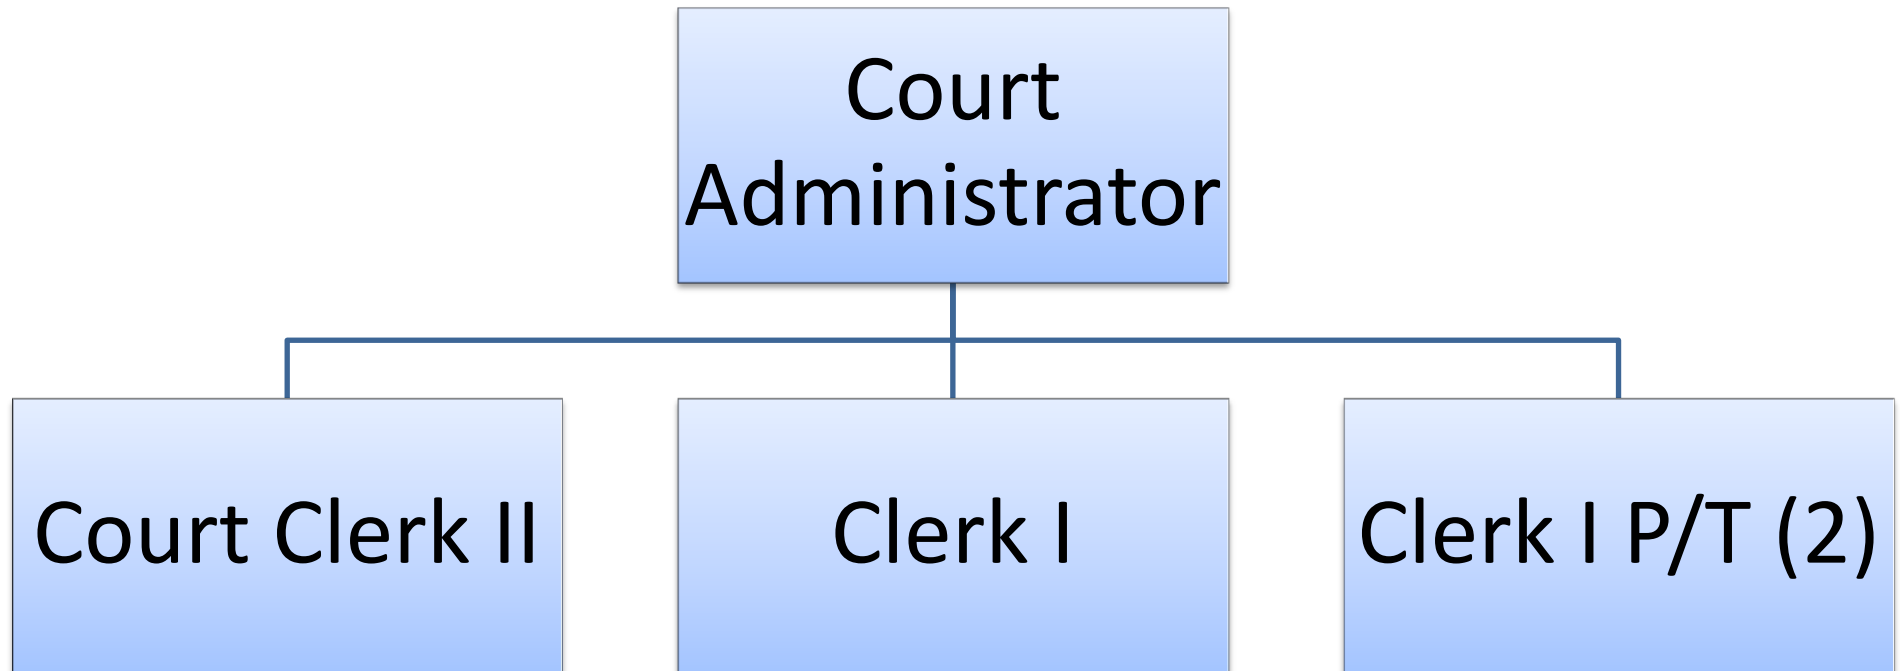 Court
Administrator
Court Clerk II
Clerk I
Clerk I P/T (2)